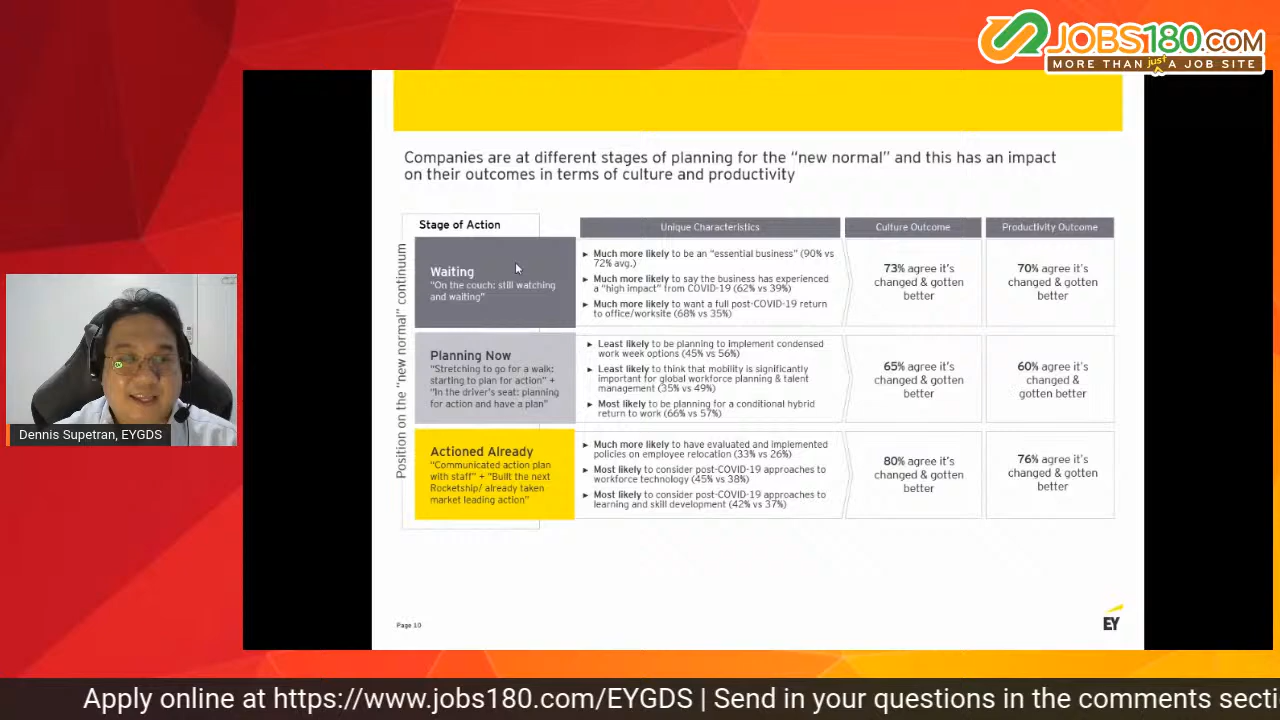 JOBS180.COM
MORE THAN just A JOB SITE
Companies are at different stages of planning for the “new normal” and this has an impact
on their outcomes in terms of culture and productivity
Position on the “new normal” continuum
Stage of Action
Unique Characteristics
Culture Outcome
Productivity Outcome
Waiting
“On the couch: still watching
and waiting”
► Much more likely to be an “essential business” (90% vs
72% avg.)
► Much more likely to say the business has experienced
a “high impact” from COVID-19 (62% vs 39%)
► Much more likely to want a full post-COVID-19 return
to office/worksite (68% vs 35%)
73% agree it’s
changed & gotten
better
70% agree it’s
changed & gotten
better
Planning Now
“Stretching to go for a walk:
starting to plan for action” +
“In the driver’s seat: planning
for action and have a plan”
► Least likely to be planning to implement condensed
work week options (45% vs 56%)
► Least likely to think that mobility is significantly
important for global workforce planning & talent
management (35% vs 49%)
► Most likely to be planning for a conditional hybrid
return to work (66% vs 57%)
65% agree it’s
changed & gotten
better
60% agree it’s
changed &
gotten better
Actioned Already
“Communicated action plan
with staff” + “Built the next
Rocketship/ already taken
market leading action”
► Much more likely to have evaluated and implemented
policies on employee relocation (33% vs 26%)
► Most likely to consider post-COVID-19 approaches to
workforce technology (45% vs 38%)
► Most likely to consider post-COVID-19 approaches to
learning and skill development (42% vs 37%)
80% agree it’s
changed & gotten
better
76% agree it’s
changed & gotten
better
Dennis Supetran, EYGDS
Page 10
EY
Apply online at https://www.jobs180.com/EYGDS | Send in your questions in the comments secti